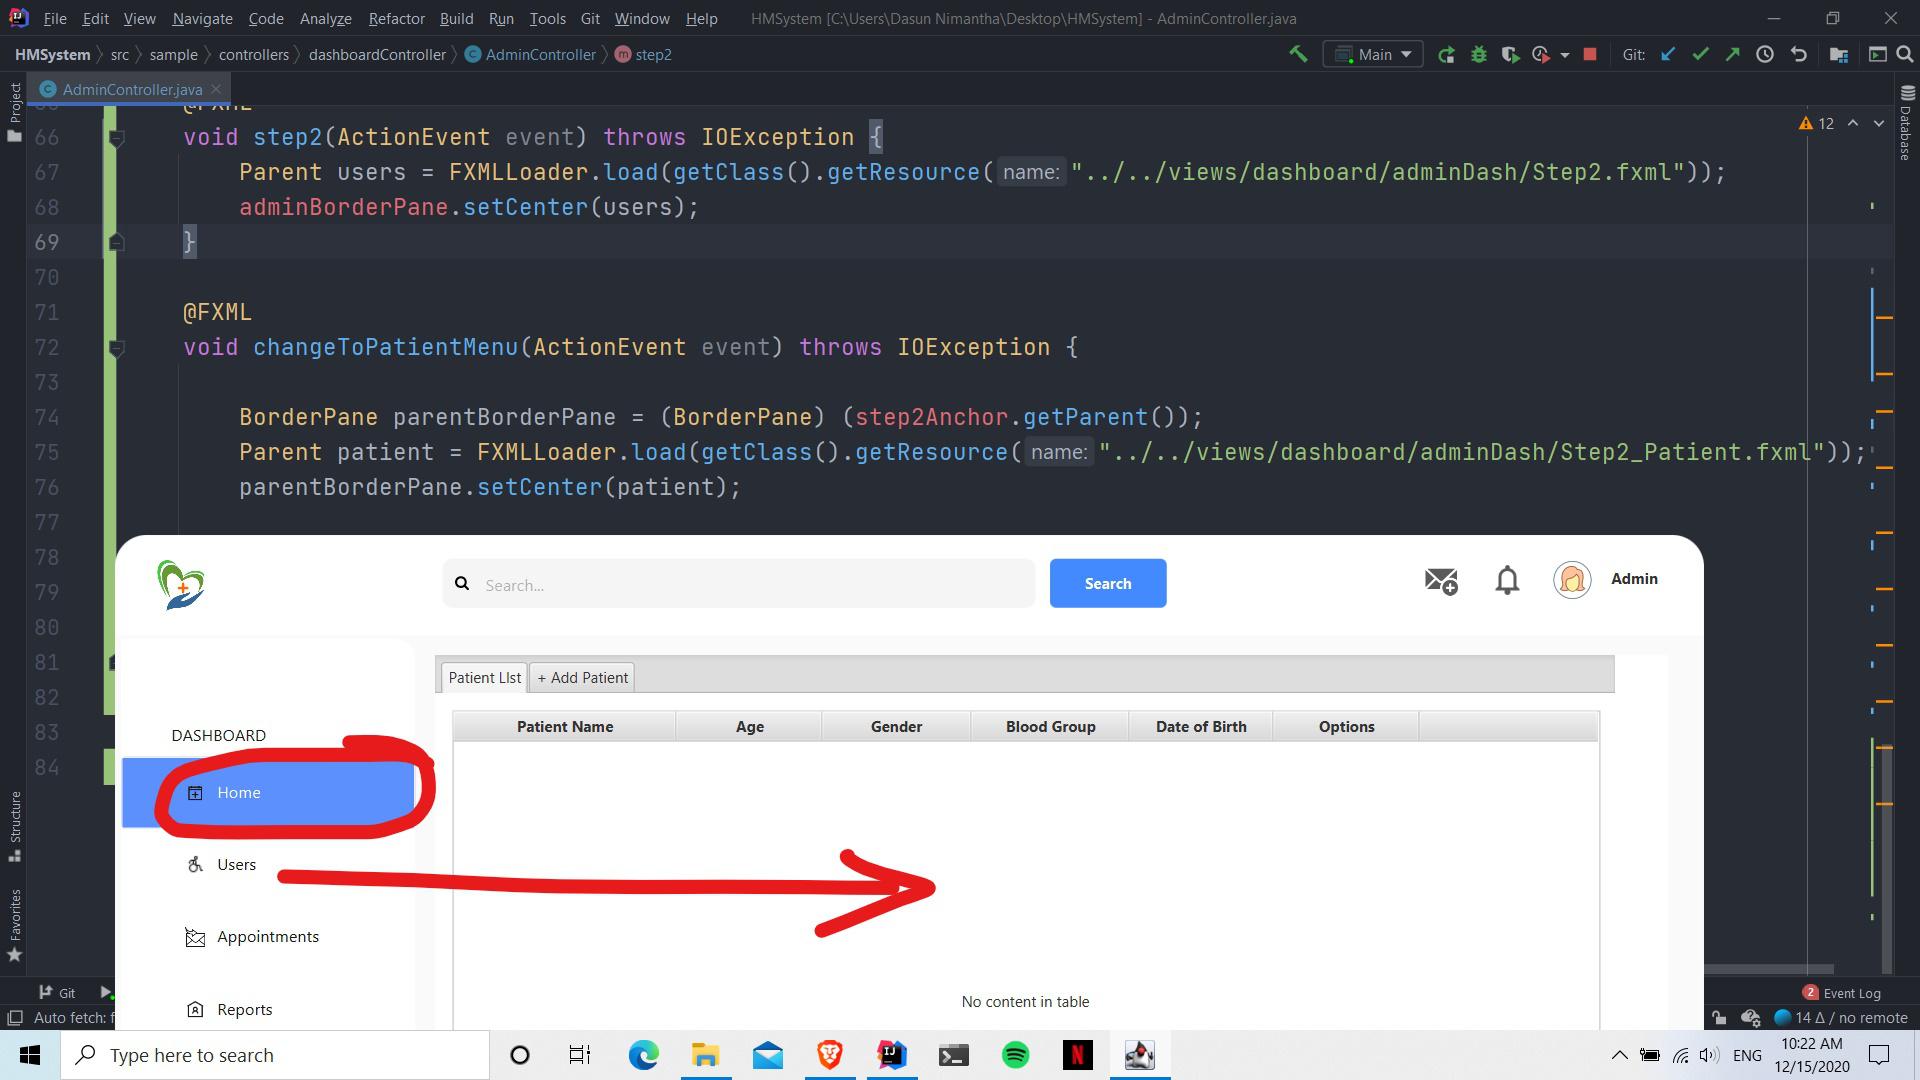 File Edit View Navigate Code Analyze Refactor Build Run Tools Git Window Help HMSystem [C:\Users\Dasun Nimantha\Desktop\HMSystem] - AdminController.java
HMSystem src sample controllers dashboardController AdminController step2 Main Git:
Project
AdminController.java
Database
12
66 void step2(ActionEvent event) throws IOException {
67 Parent users = FXMLLoader.load(getClass().getResource( name: "../../views/dashboard/adminDash/Step2.fxml"));
68 adminBorderPane.setCenter(users);
69 }
70
71 @FXML
72 void changeToPatientMenu(ActionEvent event) throws IOException {
73
74 BorderPane parentBorderPane = (BorderPane) (step2Anchor.getParent());
75 Parent patient = FXMLLoader.load(getClass().getResource( name: "../../views/dashboard/adminDash/Step2_Patient.fxml"));
76 parentBorderPane.setCenter(patient);
77
78
79
80
81
82
83
84
Search...
Search
Admin
Patient LIst + Add Patient
Patient Name Age Gender Blood Group Date of Birth Options
DASHBOARD
Home
Users
Appointments
Reports
No content in table
Structure
Favorites
Git
2 Event Log
Auto fetch:
14 Δ / no remote
Type here to search
ENG
10:22 AM
12/15/2020